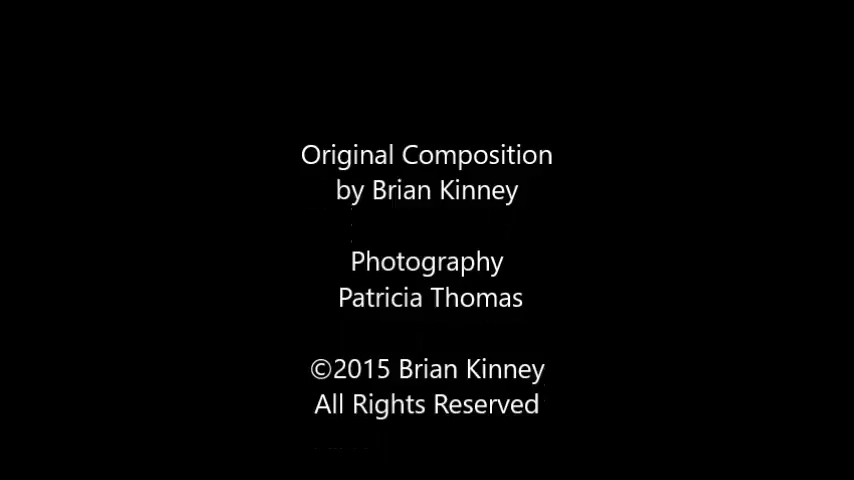 Original Composition
by Brian Kinney
Photography
Patricia Thomas
©2015 Brian Kinney
All Rights Reserved